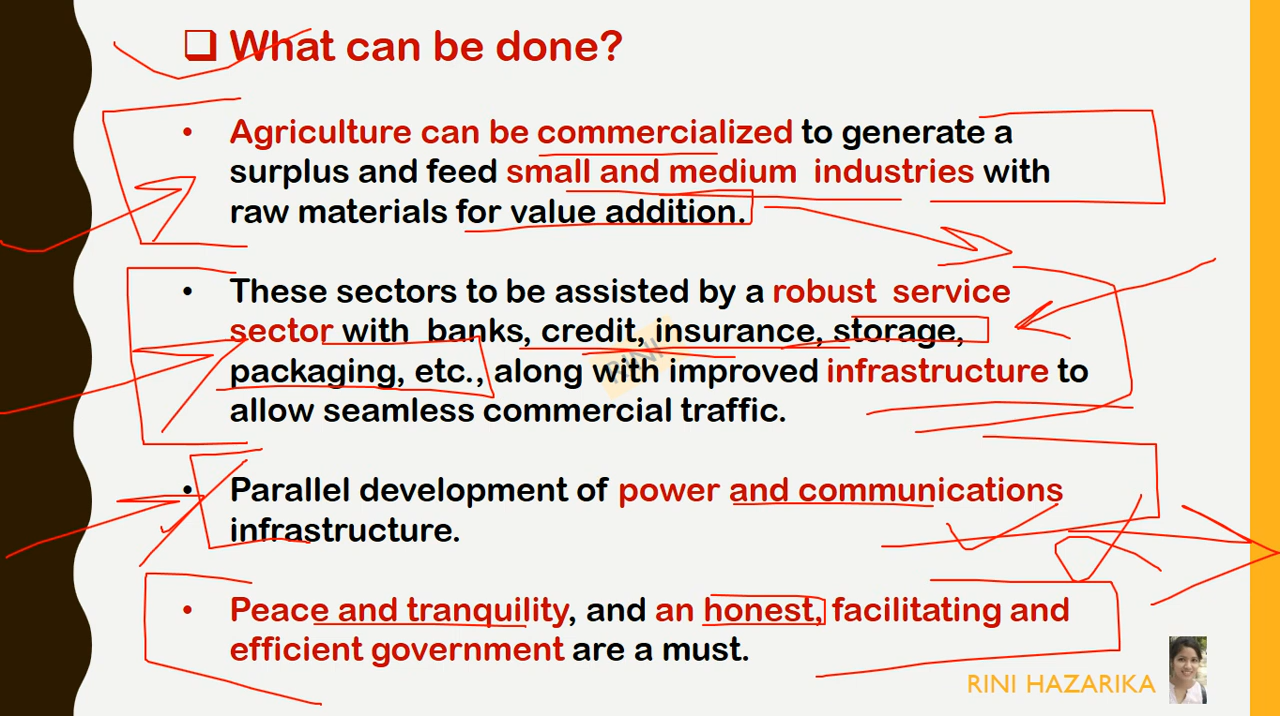 ❑ What can be done?
• Agriculture can be commercialized to generate a
surplus and feed small and medium industries with
raw materials for value addition.
• These sectors to be assisted by a robust service
sector with banks, credit, insurance, storage,
packaging, etc., along with improved infrastructure to
allow seamless commercial traffic.
• Parallel development of power and communications
infrastructure.
• Peace and tranquility, and an honest, facilitating and
efficient government are a must.
RINI
RINI HAZARIKA